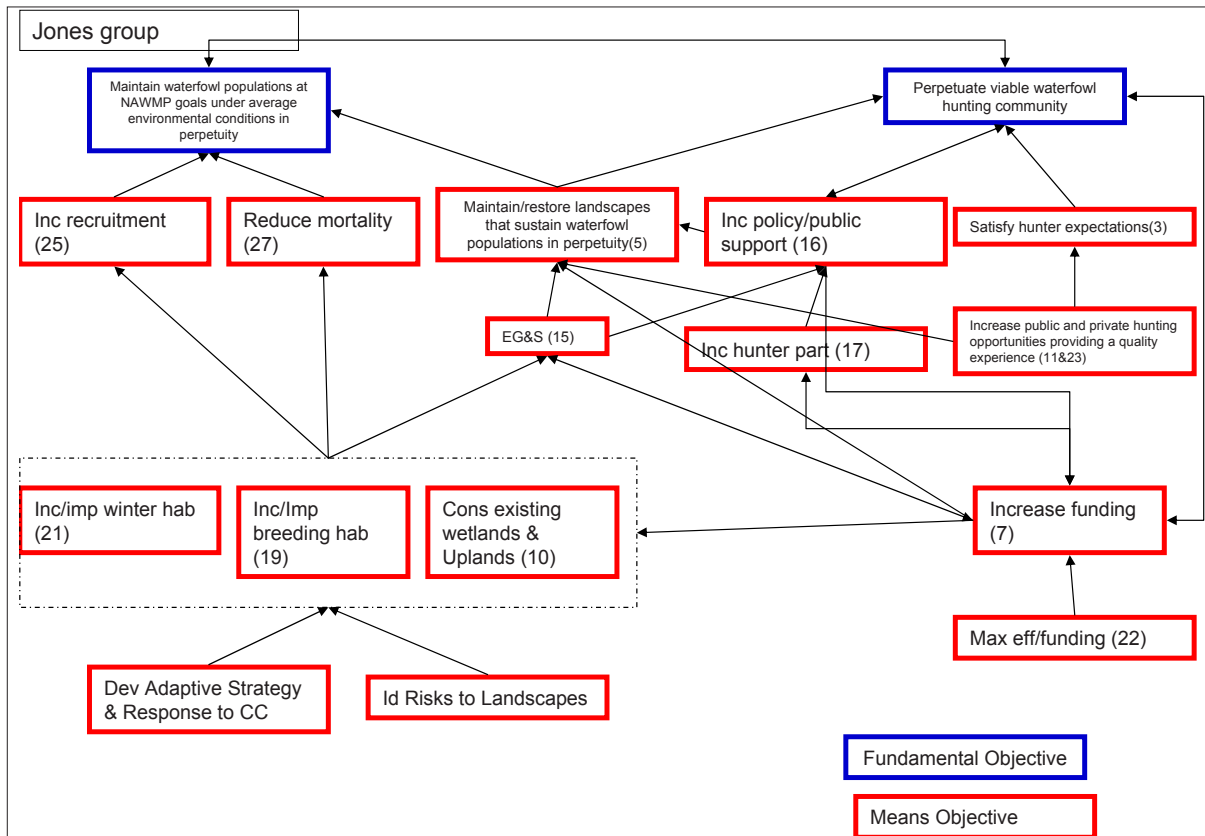 Jones group
Maintain waterfowl populations at
NAWMP goals under average
environmental conditions in
perpetuity
Perpetuate viable waterfowl
hunting community
Inc recruitment
(25)
Reduce mortality
(27)
Maintain/restore landscapes
that sustain waterfowl
populations in perpetuity(5)
Inc policy/public
support (16)
Satisfy hunter expectations(3)
EG&S (15)
Inc hunter part (17)
Increase public and private hunting
opportunities providing a quality
experience (11&23)
Inc/imp winter hab
(21)
Inc/Imp
breeding hab
(19)
Cons existing
wetlands &
Uplands (10)
Increase funding
(7)
Max eff/funding (22)
Dev Adaptive Strategy
& Response to CC
Id Risks to Landscapes
Fundamental Objective
Means Objective